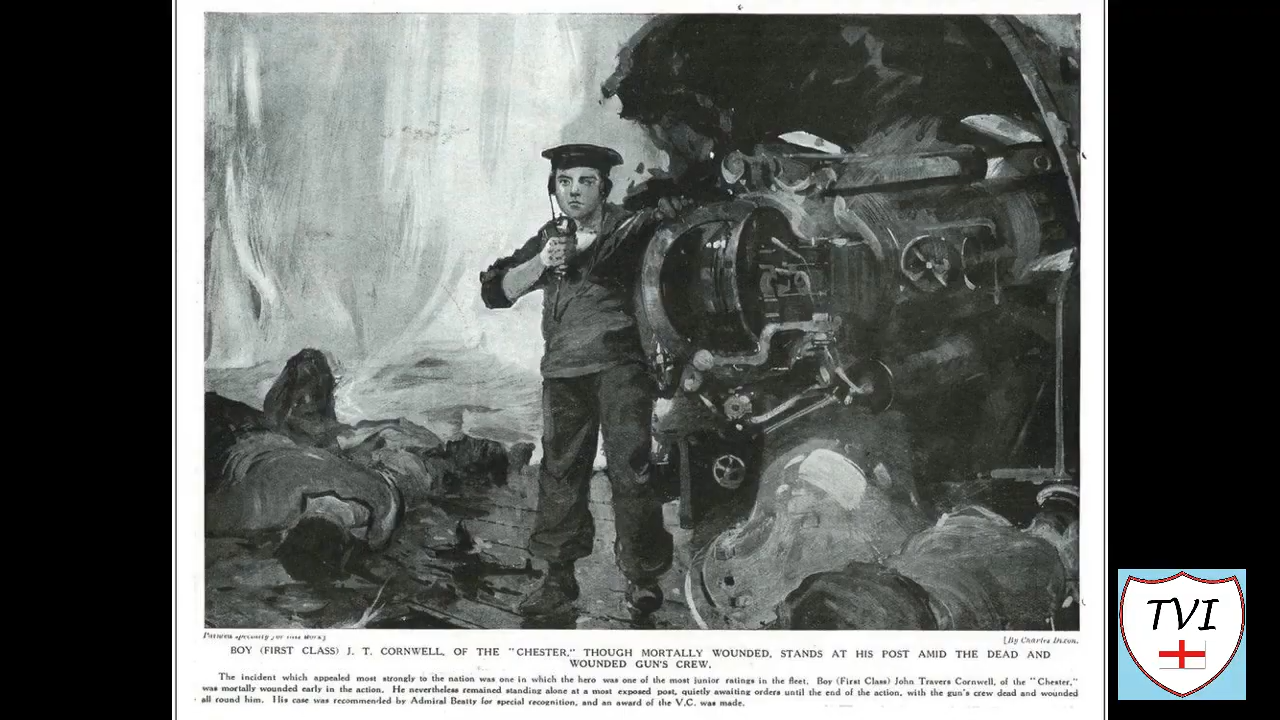 Painted specially for this work]
[By Charles Dixon.
BOY (FIRST CLASS) J. T. CORNWELL, OF THE "CHESTER," THOUGH MORTALLY WOUNDED, STANDS AT HIS POST AMID THE DEAD AND
WOUNDED GUN'S CREW.
The incident which appealed most strongly to the nation was one in which the hero was one of the most junior ratings in the fleet. Boy (First Class) John Travers Cornwell, of the "Chester,"
was mortally wounded early in the action. He nevertheless remained standing alone at a most exposed post, quietly awaiting orders until the end of the action, with the gun's crew dead and wounded
all round him. His case was recommended by Admiral Beatty for special recognition, and an award of the V.C. was made.
TVI